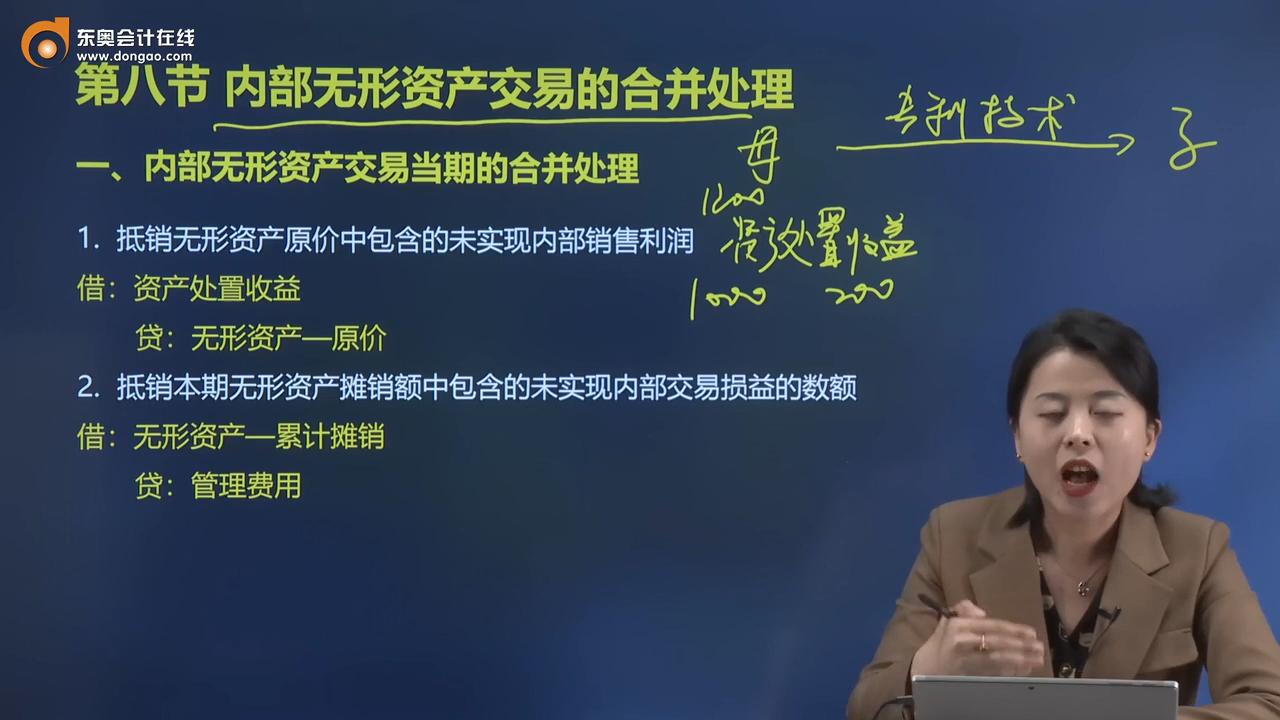 东奥会计在线
www.dongao.com
第八节 内部无形资产交易的合并处理
专利技术
母
子
一、内部无形资产交易当期的合并处理
1200
1. 抵销无形资产原价中包含的未实现内部销售利润
资产处置收益
借：资产处置收益
1000 200
贷：无形资产—原价
2. 抵销本期无形资产摊销额中包含的未实现内部交易损益的数额
借：无形资产—累计摊销
贷：管理费用